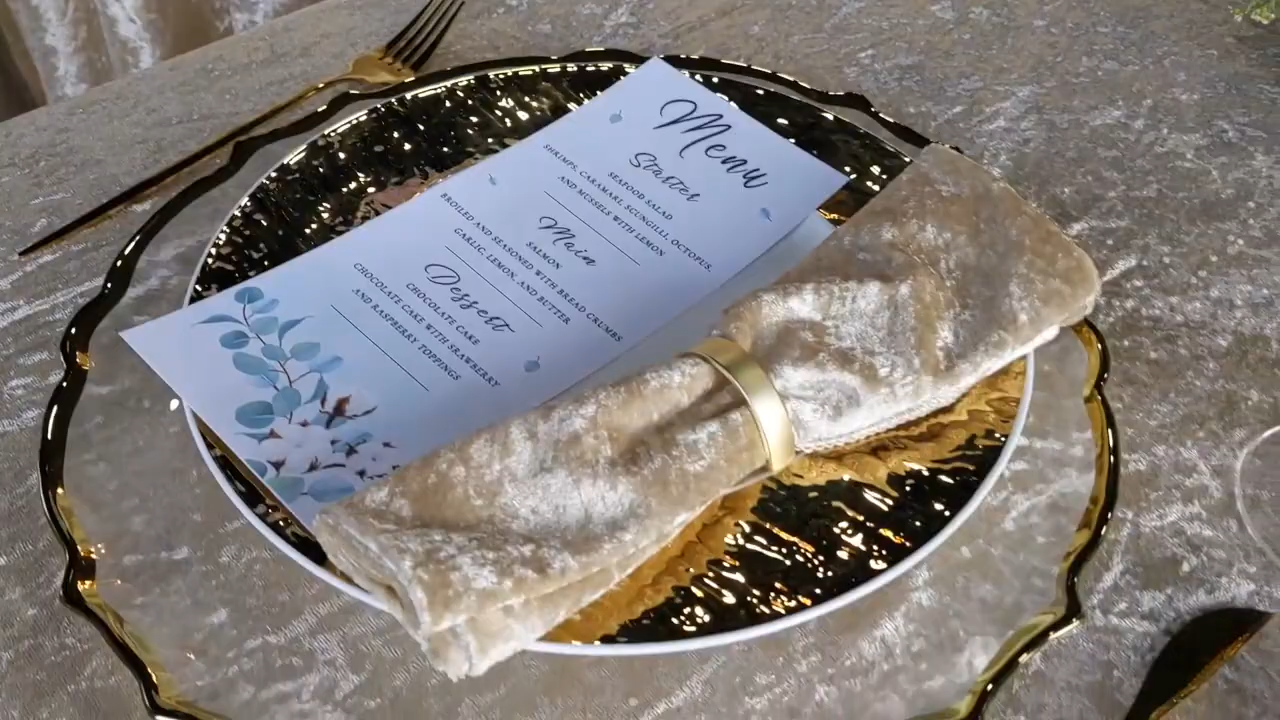 Menu
Starter
SEAFOOD SALAD
SHRIMPS, CARAMARI, SCUNGILLI, OCTOPUS,
AND MUSSELS WITH LEMON
Main
SALMON
BROILED AND SEASONED WITH BREAD CRUMBS
GARLIC, LEMON, AND BUTTER
Dessert
CHOCOLATE CAKE
CHOCOLATE CAKE WITH SRAWBERRY
AND RASPBERRY TOPPINGS